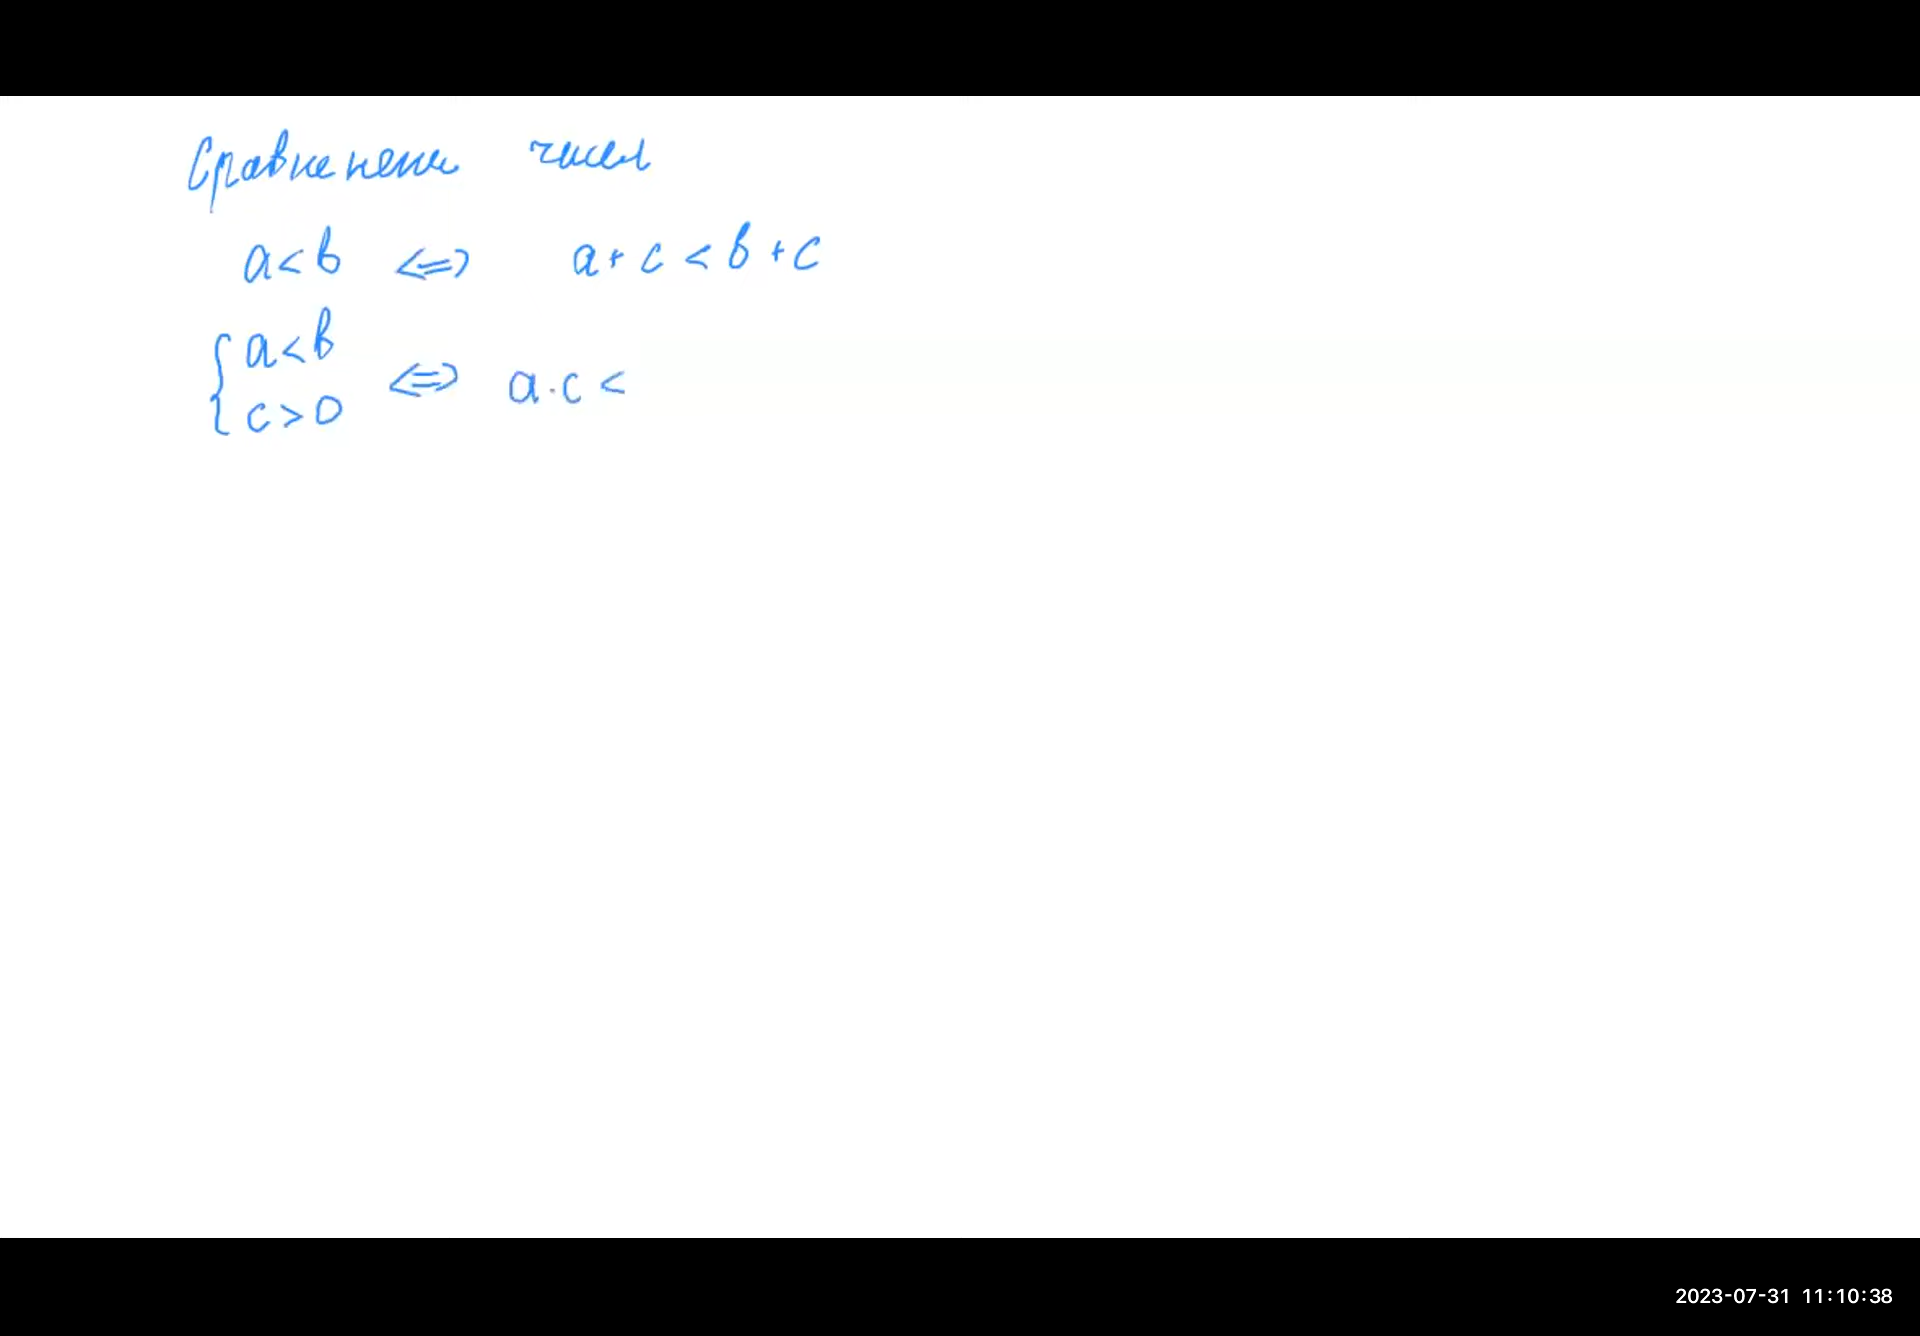 Сравнение чисел
a < b <=> a + c < b + c
{ a < b
c > 0 <=> a · c <
2023-07-31 11:10:38